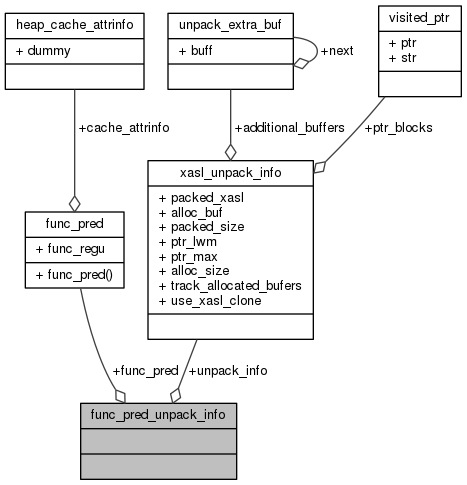 heap_cache_attrinfo
+ dummy
unpack_extra_buf
+ buff
+next
visited_ptr
+ ptr
+ str
+cache_attrinfo
+additional_buffers
+ptr_blocks
func_pred
+ func_regu
+ func_pred()
xasl_unpack_info
+ packed_xasl
+ alloc_buf
+ packed_size
+ ptr_lwm
+ ptr_max
+ alloc_size
+ track_allocated_bufers
+ use_xasl_clone
+func_pred
+unpack_info
func_pred_unpack_info